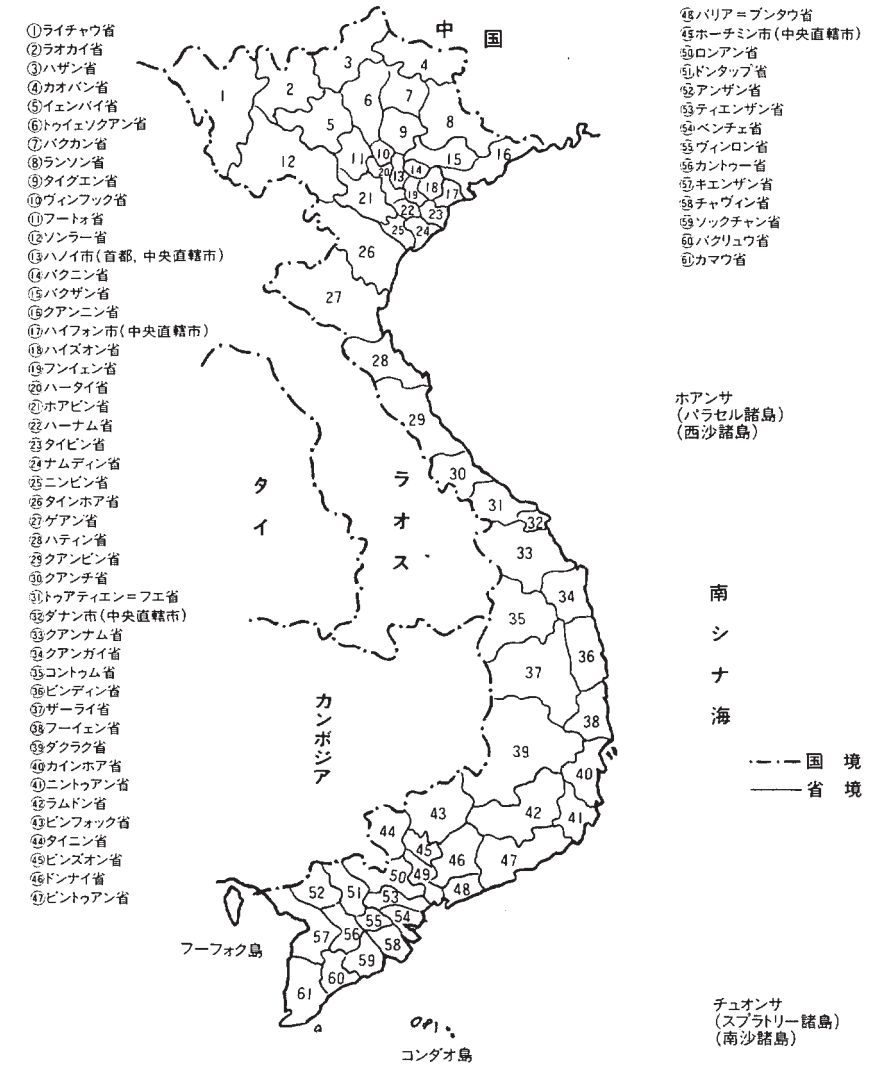 ①ライチャウ省
②ラオカイ省
③ハザン省
④カオバン省
⑤イェンバイ省
⑥トゥイェソクアン省
⑦バクカン省
⑧ランソン省
⑨タイグエン省
⑩ヴィンフック省
⑪フートォ省
⑫ソンラー省
⑬ハノイ市(首都,中央直轄市)
⑭バクニン省
⑮バクザン省
⑯クアンニン省
⑰ハイフォン市(中央直轄市)
⑱ハイズオン省
⑲フンイェン省
⑳ハータイ省
㉑ホアビン省
㉒ハーナム省
㉓タイビン省
㉔ナムディン省
㉕ニンビン省
㉖タインホア省
㉗ゲアン省
㉘ハティン省
㉙クアンビン省
㉚クアンチ省
㉛トゥアティエン=フエ省
㉜ダナン市(中央直轄市)
㉝クアンナム省
㉞クアンガイ省
㉟コントゥム省
㊱ビンディン省
㊲ザーライ省
㊳フーイェン省
㊴ダクラク省
㊵カインホア省
㊶ニントゥアン省
㊷ラムドン省
㊸ビンフォック省
㊹タイニン省
㊺ビンズオン省
㊻ドンナイ省
㊼ビントゥアン省
㊽バリア=ブンタウ省
㊾ホーチミン市(中央直轄市)
㊿ロンアン省
51ドンタップ省
52アンザン省
53ティエンザン省
54ベンチェ省
55ヴィンロン省
56カントゥー省
57キエンザン省
58チャヴィン省
59ソックチャン省
60バクリュウ省
61カマウ省
中国
1
2
3
4
5
6
7
8
9
10
11
12
13
14
15
16
17
18
19
20
21
22
23
24
25
26
27
28
29
30
31
32
33
34
35
36
37
38
39
40
41
42
43
44
45
46
47
48
49
50
51
52
53
54
55
56
57
58
59
60
61
タイ
ラオス
カンボジア
ホアンサ
(パラセル諸島)
(西沙諸島)
南シナ海
国境
省境
フーフォク島
コンダオ島
チュオンサ
(スプラトリー諸島)
(南沙諸島)